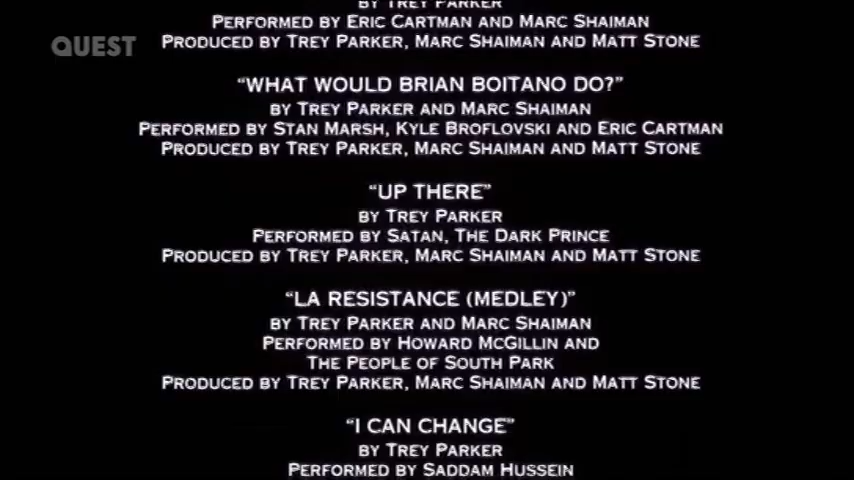 BY TREY PARKER
PERFORMED BY ERIC CARTMAN AND MARC SHAIMAN
QUEST
PRODUCED BY TREY PARKER, MARC SHAIMAN AND MATT STONE
"WHAT WOULD BRIAN BOITANO DO?"
BY TREY PARKER AND MARC SHAIMAN
PERFORMED BY STAN MARSH, KYLE BROFLOVSKI AND ERIC CARTMAN
PRODUCED BY TREY PARKER, MARC SHAIMAN AND MATT STONE
"UP THERE"
BY TREY PARKER
PERFORMED BY SATAN, THE DARK PRINCE
PRODUCED BY TREY PARKER, MARC SHAIMAN AND MATT STONE
"LA RESISTANCE (MEDLEY)"
BY TREY PARKER AND MARC SHAIMAN
PERFORMED BY HOWARD MCGILLIN AND
THE PEOPLE OF SOUTH PARK
PRODUCED BY TREY PARKER, MARC SHAIMAN AND MATT STONE
"I CAN CHANGE"
BY TREY PARKER
PERFORMED BY SADDAM HUSSEIN